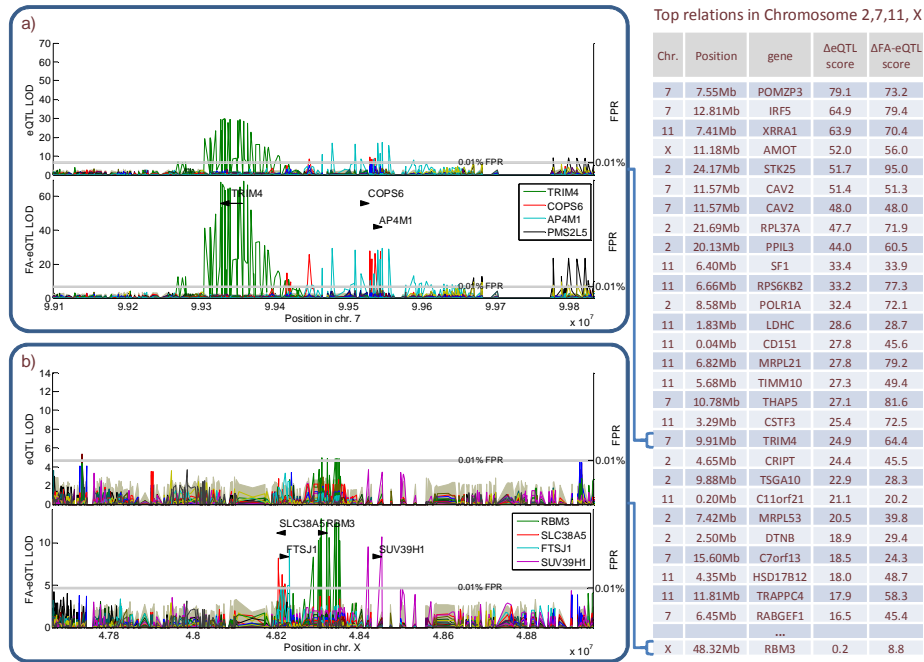 a)
70
60
50
40
30
20
10
0
eQTL LOD
FPR
0.01% FPR
0.01%
60
40
20
0
FA-eQTL LOD
FPR
TRIM4
COPS6
AP4M1
TRIM4
COPS6
AP4M1
PMS2L5
0.01% FPR
0.01%
9.91 9.92 9.93 9.94 9.95 9.96 9.97 9.98
Position in chr. 7
x 10^7
b)
14
12
10
8
6
4
2
0
eQTL LOD
FPR
0.01% FPR
0.01%
10
5
0
FA-eQTL LOD
FPR
SLC38A5 RBM3
FTSJ1
SUV39H1
RBM3
SLC38A5
FTSJ1
SUV39H1
0.01% FPR
0.01%
4.78 4.8 4.82 4.84 4.86 4.88
Position in chr. X
x 10^7
Top relations in Chromosome 2,7,11, X
Chr. Position gene ΔeQTL score ΔFA-eQTL score
7 7.55Mb POMZP3 79.1 73.2
7 12.81Mb IRF5 64.9 79.4
11 7.41Mb XRRA1 63.9 70.4
X 11.18Mb AMOT 52.0 56.0
2 24.17Mb STK25 51.7 95.0
7 11.57Mb CAV2 51.4 51.3
7 11.57Mb CAV2 48.0 48.0
2 21.69Mb RPL37A 47.7 71.9
2 20.13Mb PPIL3 44.0 60.5
11 6.40Mb SF1 33.4 33.9
11 6.66Mb RPS6KB2 33.2 77.3
2 8.58Mb POLR1A 32.4 72.1
11 1.83Mb LDHC 28.6 28.7
11 0.04Mb CD151 27.8 45.6
11 6.82Mb MRPL21 27.8 79.2
11 5.68Mb TIMM10 27.3 49.4
7 10.78Mb THAP5 27.1 81.6
11 3.29Mb CSTF3 25.4 72.5
7 9.91Mb TRIM4 24.9 64.4
2 4.65Mb CRIPT 24.4 45.5
2 9.88Mb TSGA10 22.9 28.3
11 0.20Mb C11orf21 21.1 20.2
2 7.42Mb MRPL53 20.5 39.8
2 2.50Mb DTNB 18.9 29.4
7 15.60Mb C7orf13 18.5 24.3
11 4.35Mb HSD17B12 18.0 48.7
11 11.81Mb TRAPPC4 17.9 58.3
7 6.45Mb RABGEF1 16.5 45.4
...
X 48.32Mb RBM3 0.2 8.8